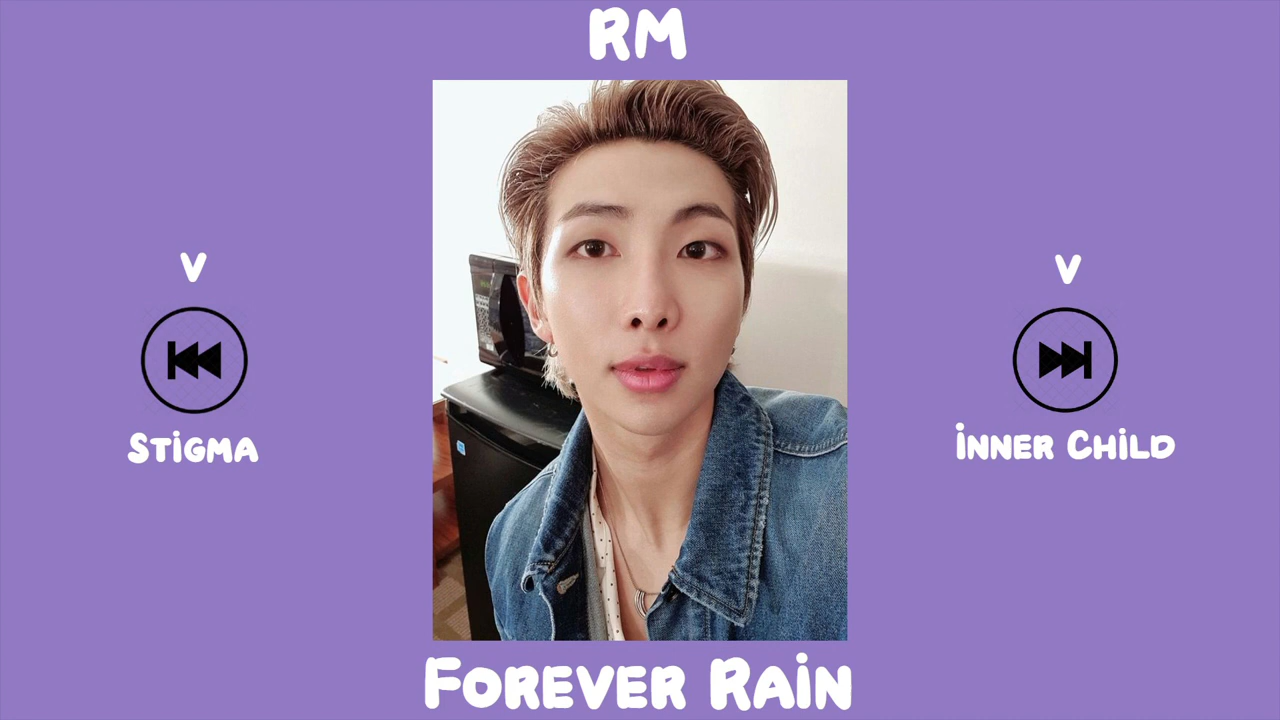 RM
V
STiGMA
V
iNNER CHiLD
FOREVER RAiN